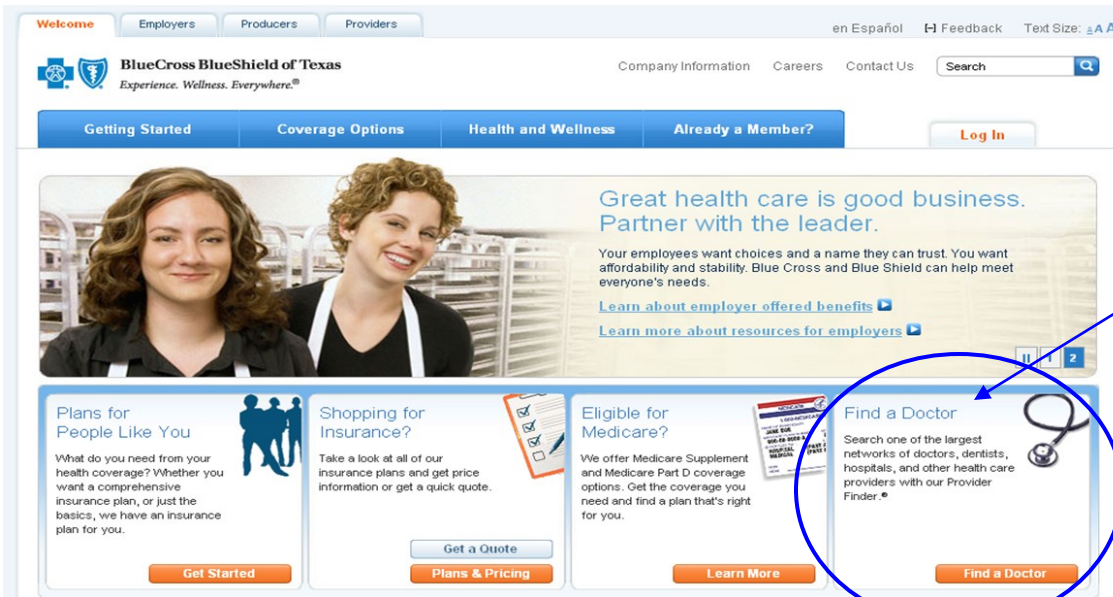 Welcome Employers Producers Providers
en Español [-] Feedback Text Size: A A A
BlueCross BlueShield of Texas
Experience. Wellness. Everywhere.®
Company Information Careers Contact Us Search
Getting Started Coverage Options Health and Wellness Already a Member? Log In
Great health care is good business.
Partner with the leader.
Your employees want choices and a name they can trust. You want
affordability and stability. Blue Cross and Blue Shield can help meet
everyone's needs.
Learn about employer offered benefits
Learn more about resources for employers
1 2
Plans for
People Like You
What do you need from your
health coverage? Whether you
want a comprehensive
insurance plan, or just the
basics, we have an insurance
plan for you.
Get Started
Shopping for
Insurance?
Take a look at all of our
insurance plans and get price
information or get a quick quote.
Get a Quote
Plans & Pricing
Eligible for
Medicare?
We offer Medicare Supplement
and Medicare Part D coverage
options. Get the coverage you
need and find a plan that's right
for you.
JANE DOE
HOSPITAL
MEDICAL
Learn More
Find a Doctor
Search one of the largest
networks of doctors, dentists,
hospitals, and other health care
providers with our Provider
Finder.®
Find a Doctor